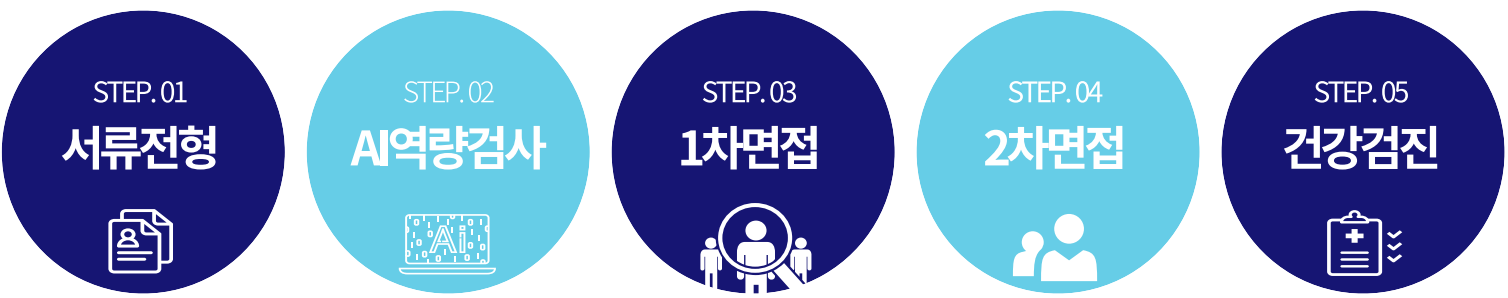 STEP. 01
서류전형
STEP. 02
AI역량검사
Ai
STEP. 03
1차면접
STEP. 04
2차면접
STEP. 05
건강검진